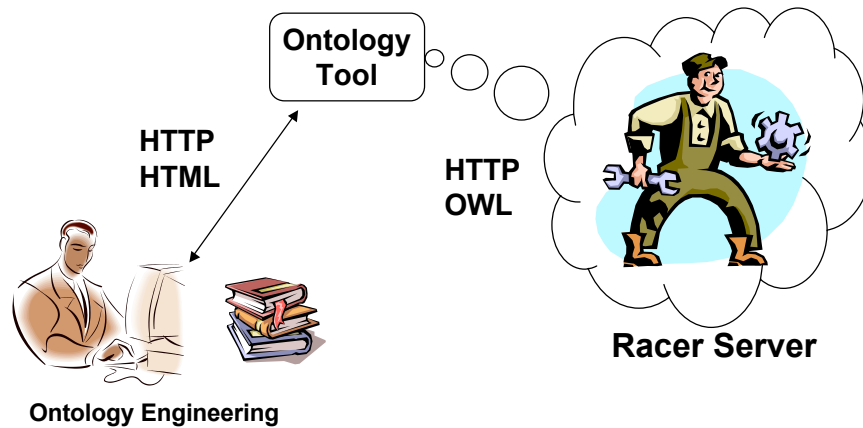 Ontology
Tool
HTTP
HTML
HTTP
OWL
Racer Server
Ontology Engineering